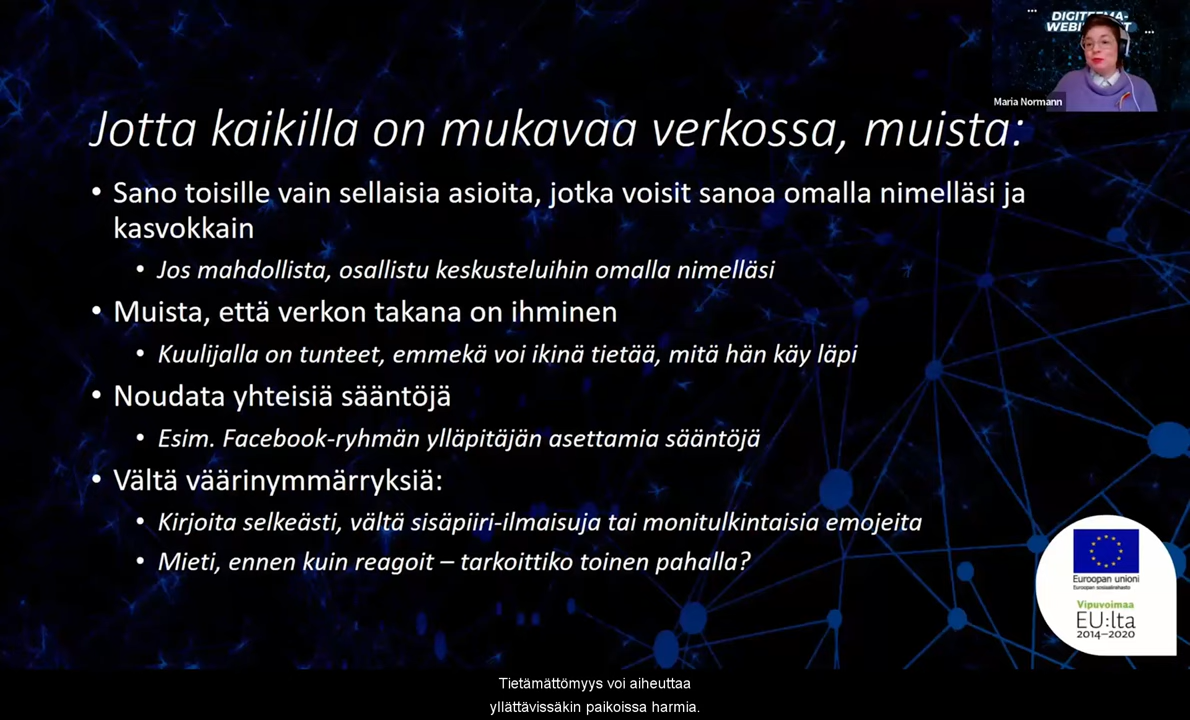 DIGITEEMA-
Maria Normann
Jotta kaikilla on mukavaa verkossa, muista:
• Sano toisille vain sellaisia asioita, jotka voisit sanoa omalla nimelläsi ja
kasvokkain
• Jos mahdollista, osallistu keskusteluihin omalla nimelläsi
• Muista, että verkon takana on ihminen
• Kuulijalla on tunteet, emmekä voi ikinä tietää, mitä hän käy läpi
• Noudata yhteisiä sääntöjä
• Esim. Facebook-ryhmän ylläpitäjän asettamia sääntöjä
• Vältä väärinymmärryksiä:
• Kirjoita selkeästi, vältä sisäpiiri-ilmaisuja tai monitulkintaisia emojeita
• Mieti, ennen kuin reagoit – tarkoittiko toinen pahalla?
Euroopan unioni
Euroopan sosiaalirahasto
Vipuvoimaa
EU:lta
2014–2020
Tietämättömyys voi aiheuttaa
yllättävissäkin paikoissa harmia.